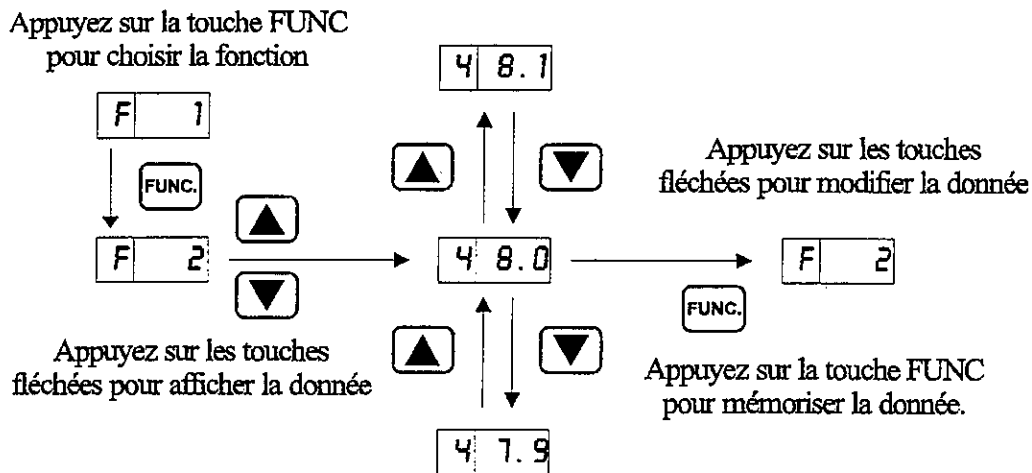 Appuyez sur la touche FUNC
pour choisir la fonction
F 1
FUNC.
F 2
Appuyez sur les touches
fléchées pour afficher la donnée
4 8.1
4 8.0
4 7.9
Appuyez sur les touches
fléchées pour modifier la donnée
F 2
FUNC.
Appuyez sur la touche FUNC
pour mémoriser la donnée.